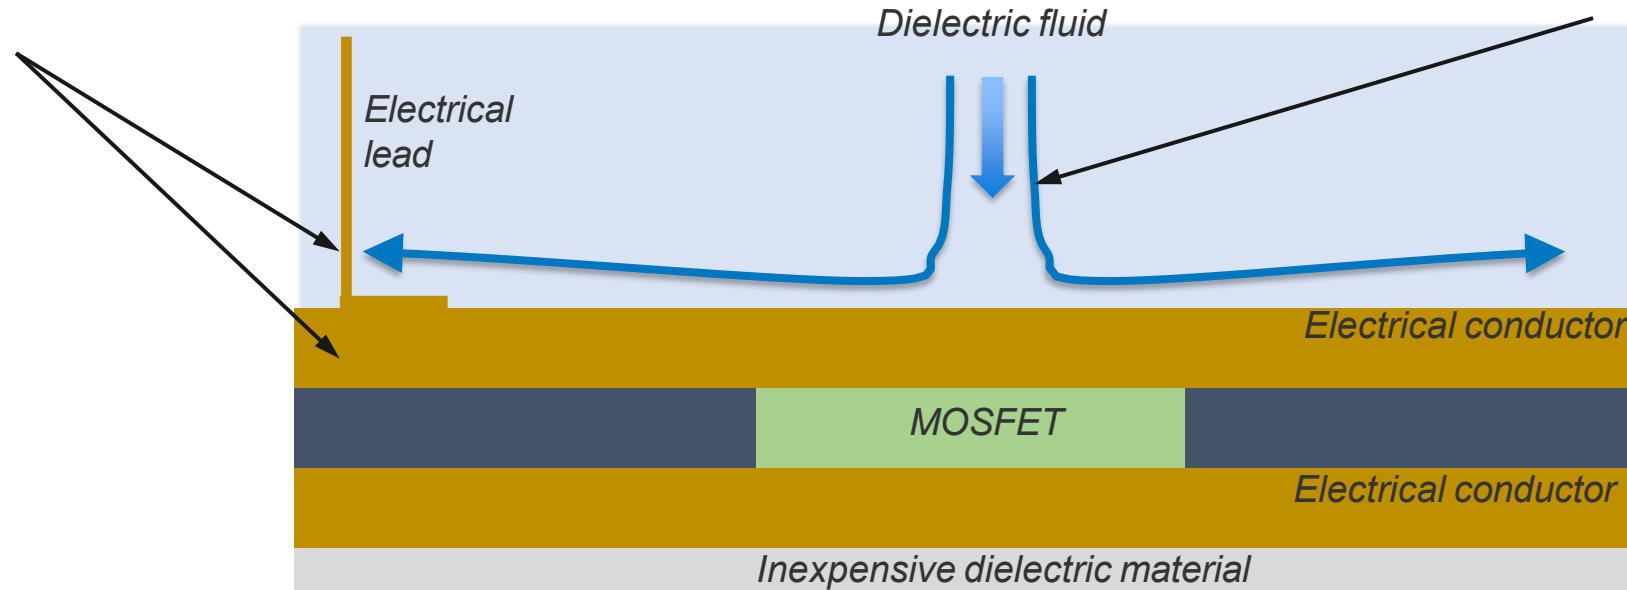 Dielectric fluid
Electrical
lead
Electrical conductor
MOSFET
Electrical conductor
Inexpensive dielectric material